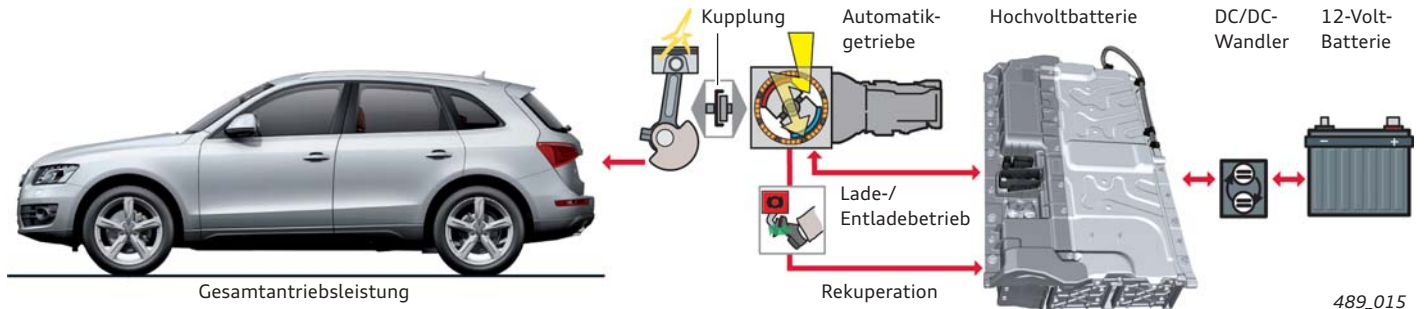 Kupplung
Automatik-
getriebe
Hochvoltbatterie
DC/DC-
Wandler
12-Volt-
Batterie
Lade-/
Entladebetrieb
Gesamtantriebsleistung
Rekuperation
489_015